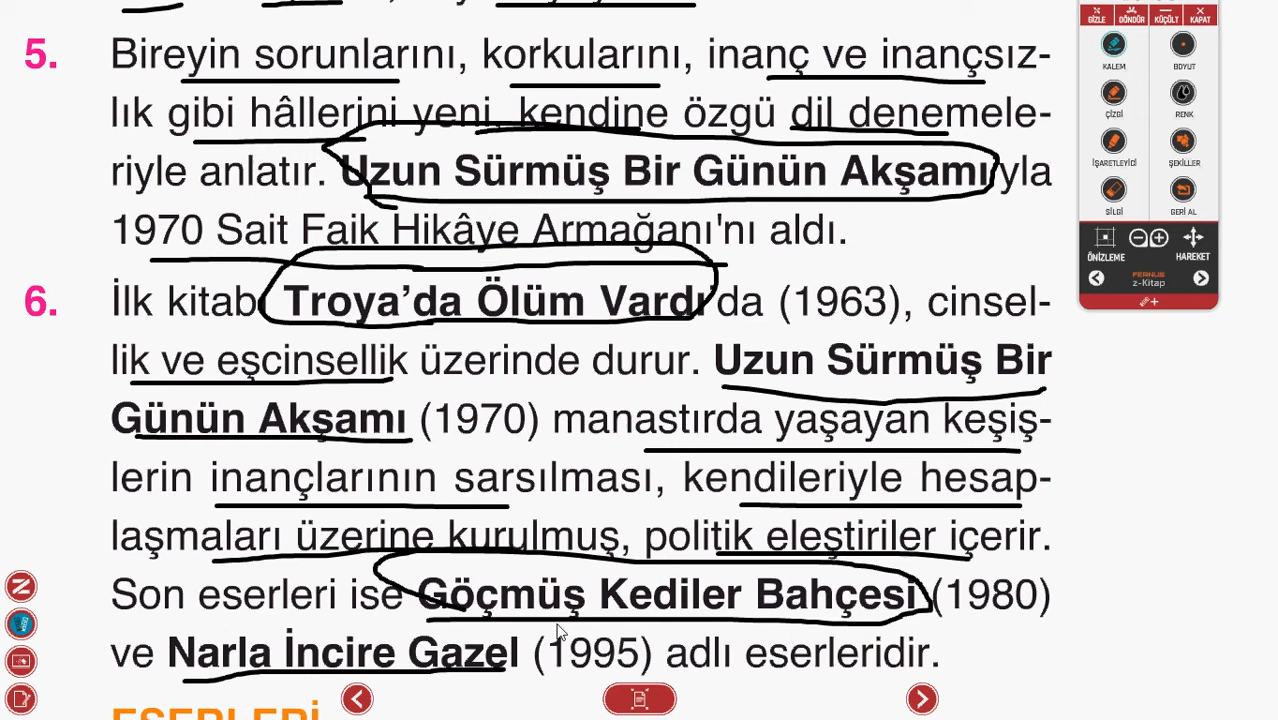 5. Bireyin sorunlarını, korkularını, inanç ve inançsız-
lık gibi hâllerini yeni, kendine özgü dil denemele-
riyle anlatır. Uzun Sürmüş Bir Günün Akşamı'yla
1970 Sait Faik Hikâye Armağanı'nı aldı.
6. İlk kitabı Troya'da Ölüm Vardı'da (1963), cinsel-
lik ve eşcinsellik üzerinde durur. Uzun Sürmüş Bir
Günün Akşamı (1970) manastırda yaşayan keşiş-
lerin inançlarının sarsılması, kendileriyle hesap-
laşmaları üzerine kurulmuş, politik eleştiriler içerir.
Son eserleri ise Göçmüş Kediler Bahçesi (1980)
ve Narla İncire Gazel (1995) adlı eserleridir.
ESERLERİ
GİZLE DÖNDÜR KÜÇÜLT KAPAT
KALEM BOYUT
ÇİZGİ RENK
İŞARETLEYİCİ ŞEKİLLER
SİLGİ GERİ AL
ÖNİZLEME HAREKET
FERNUS
z-Kitap